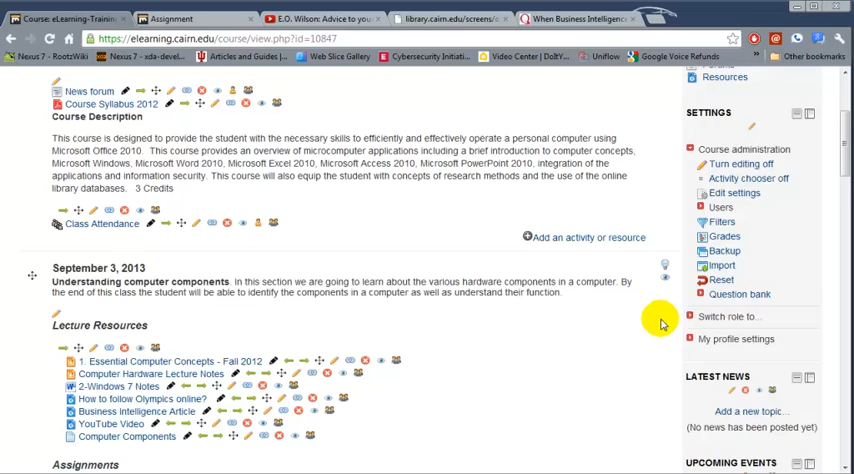 Course: eLearning-Training
Assignment
E.O. Wilson: Advice to you
library.cairn.edu/screens/d
When Business Intelligence
https://elearning.cairn.edu/course/view.php?id=10847
Nexus 7 - RootzWiki
Nexus 7 - xda-devel...
Articles and Guides |...
Web Slice Gallery
Cybersecurity Initiati...
Video Center | DoItY...
Uniflow
Google Voice Refunds
»
Other bookmarks
News forum
Course Syllabus 2012
Course Description
This course is designed to provide the student with the necessary skills to efficiently and effectively operate a personal computer using
Microsoft Office 2010. This course provides an overview of microcomputer applications including a brief introduction to computer concepts,
Microsoft Windows, Microsoft Word 2010, Microsoft Excel 2010, Microsoft Access 2010, Microsoft PowerPoint 2010, integration of the
applications and information security. This course will also equip the student with concepts of research methods and the use of the online
library databases. 3 Credits
Class Attendance
Add an activity or resource
September 3, 2013
Understanding computer components. In this section we are going to learn about the various hardware components in a computer. By
the end of this class the student will be able to identify the components in a computer as well as understand their function.
Lecture Resources
1. Essential Computer Concepts - Fall 2012
Computer Hardware Lecture Notes
2-Windows 7 Notes
How to follow Olympics online?
Business Intelligence Article
YouTube Video
Computer Components
Assignments
Resources
SETTINGS
Course administration
Turn editing off
Activity chooser off
Edit settings
Users
Filters
Grades
Backup
Import
Reset
Question bank
Switch role to...
My profile settings
LATEST NEWS
Add a new topic...
(No news has been posted yet)
UPCOMING EVENTS